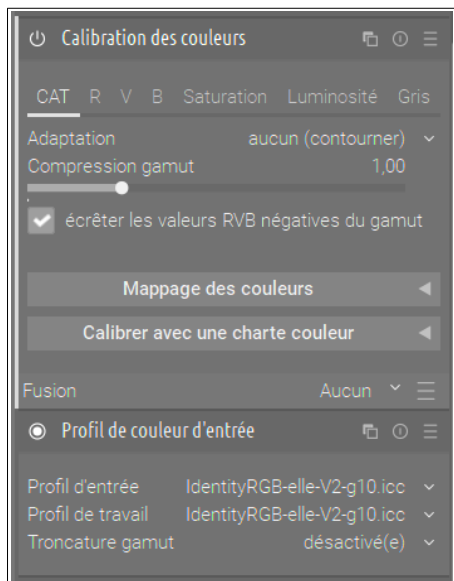 Calibration des couleurs
CAT R V B Saturation Luminosité Gris
Adaptation aucun (contourner)
Compression gamut 1,00
écrêter les valeurs RVB négatives du gamut
Mappage des couleurs
Calibrer avec une charte couleur
Fusion Aucun
Profil de couleur d'entrée
Profil d'entrée IdentityRGB-elle-V2-g10.icc
Profil de travail IdentityRGB-elle-V2-g10.icc
Troncature gamut désactivé(e)